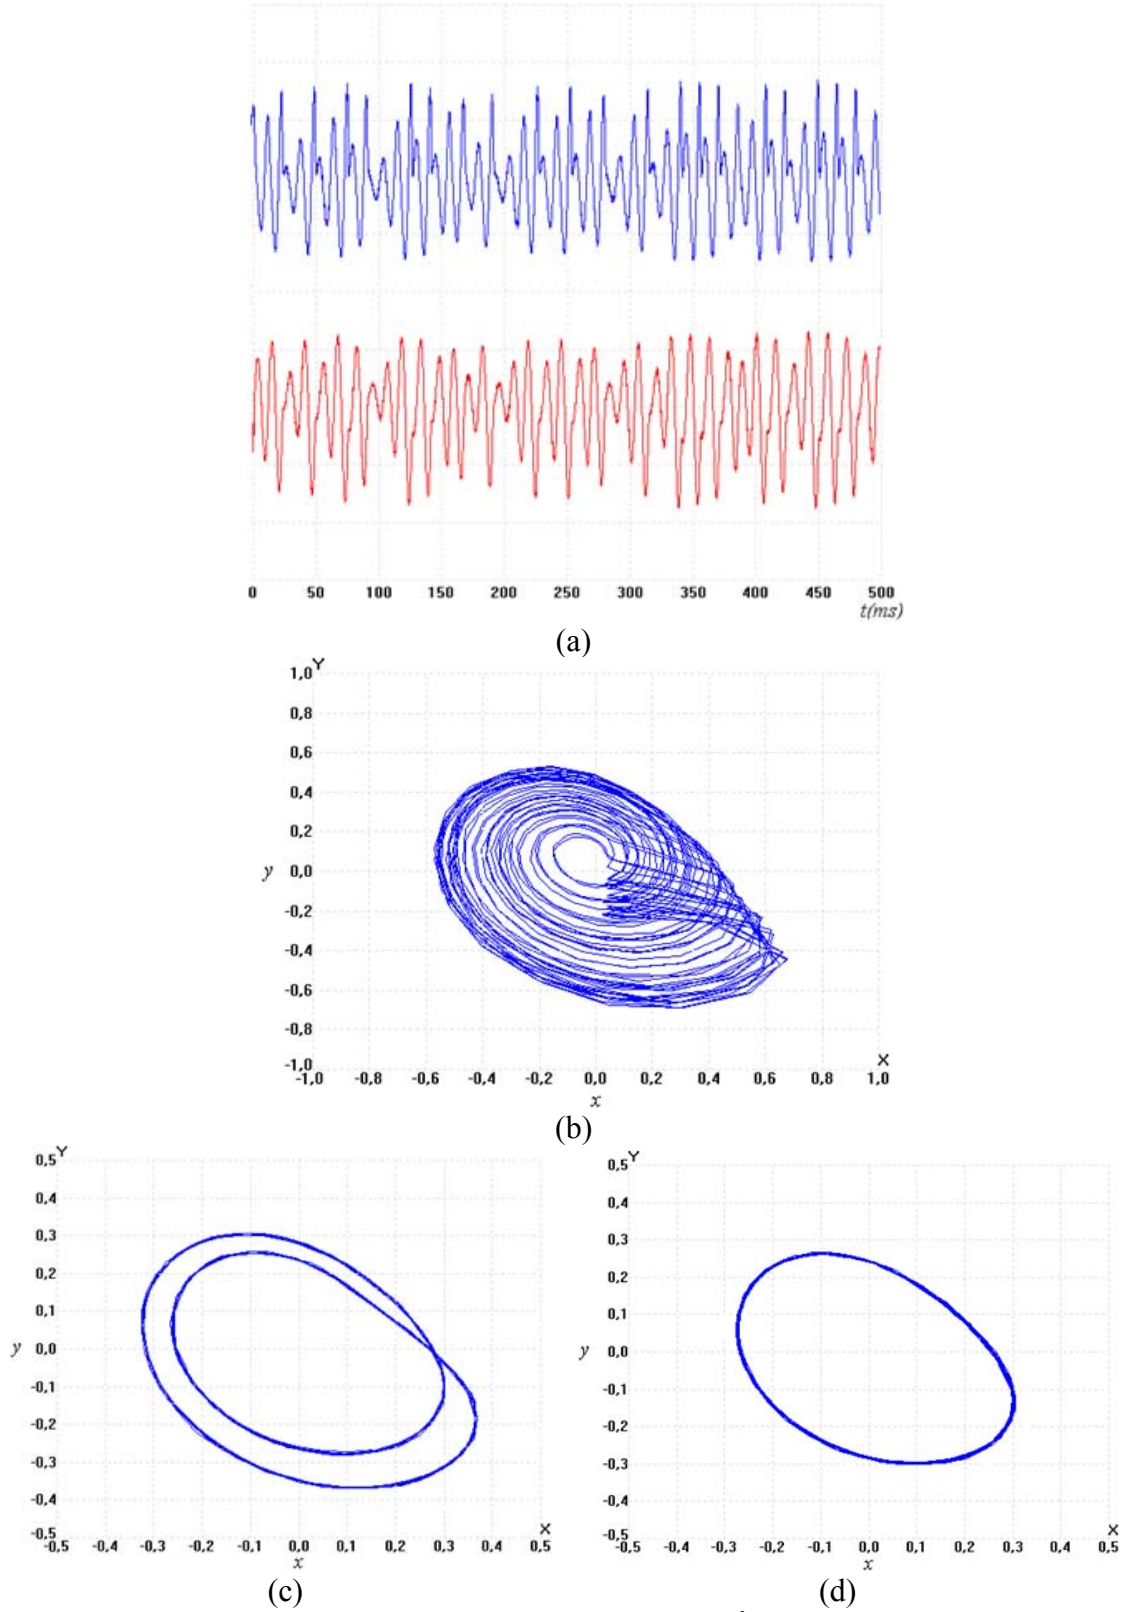 0 50 100 150 200 250 300 350 400 450 500
t(ms)
(a)
Y
1,0
0,8
0,6
0,4
0,2
y 0,0
-0,2
-0,4
-0,6
-0,8
-1,0
X
-1,0 -0,8 -0,6 -0,4 -0,2 0,0 0,2 0,4 0,6 0,8 1,0
x
(b)
Y
0,5
0,4
0,3
0,2
0,1
y 0,0
-0,1
-0,2
-0,3
-0,4
-0,5
X
-0,5 -0,4 -0,3 -0,2 -0,1 0,0 0,1 0,2 0,3 0,4 0,5
x
(c)
Y
0,5
0,4
0,3
0,2
0,1
y 0,0
-0,1
-0,2
-0,3
-0,4
-0,5
X
-0,5 -0,4 -0,3 -0,2 -0,1 0,0 0,1 0,2 0,3 0,4 0,5
x
(d)